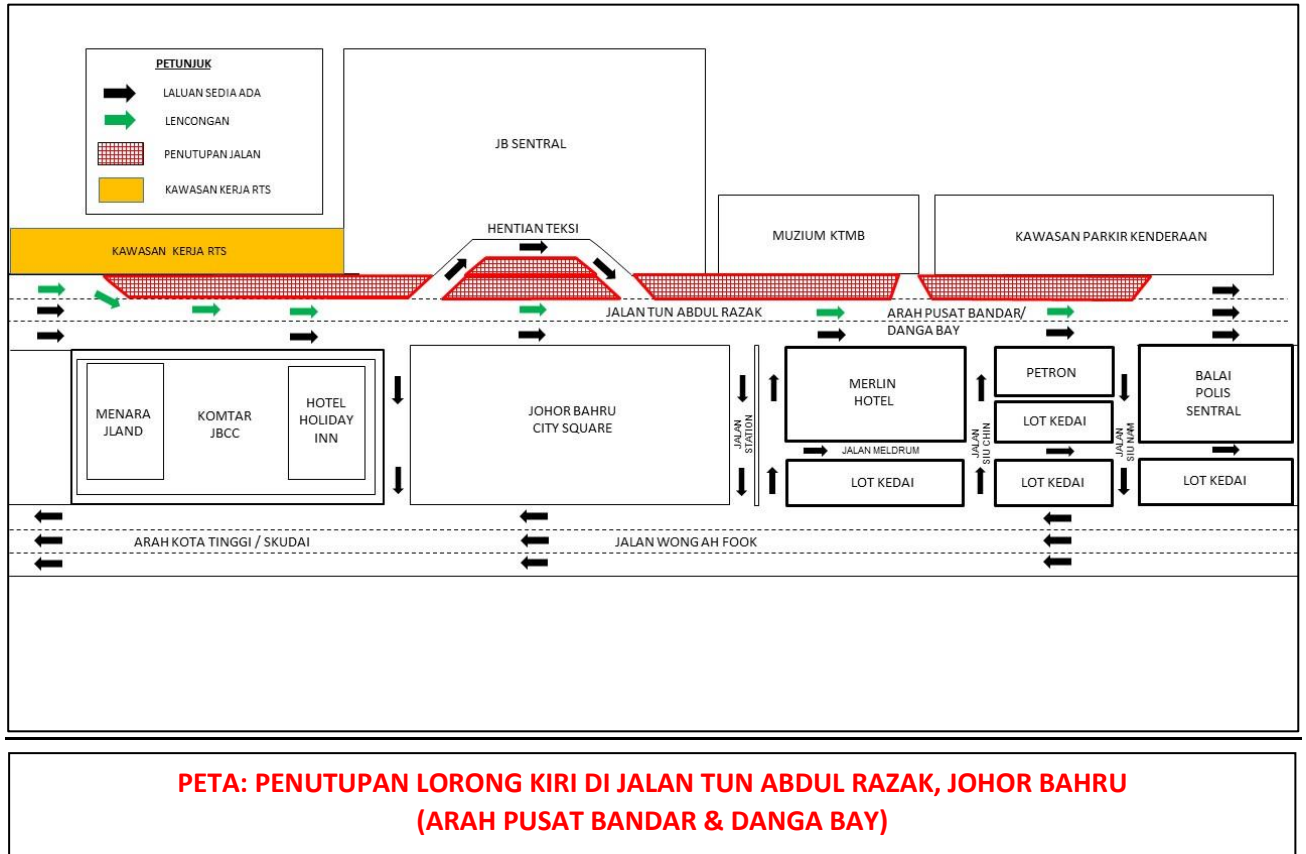 PETUNJUK
LALUAN SEDIA ADA
LENCONGAN
PENUTUPAN JALAN
KAWASAN KERJA RTS
JB SENTRAL
KAWASAN KERJA RTS
HENTIAN TEKSI
MUZIUM KTMB
KAWASAN PARKIR KENDERAAN
JALAN TUN ABDUL RAZAK
ARAH PUSAT BANDAR/
DANGA BAY
MENARA
JLAND
KOMTAR
JBCC
HOTEL
HOLIDAY
INN
JOHOR BAHRU
CITY SQUARE
JALAN
STATION
MERLIN
HOTEL
JALAN MELDRUM
LOT KEDAI
JALAN
SIU CHIN
PETRON
LOT KEDAI
LOT KEDAI
JALAN
SIU NAM
BALAI
POLIS
SENTRAL
LOT KEDAI
ARAH KOTA TINGGI / SKUDAI
JALAN WONG AH FOOK
PETA: PENUTUPAN LORONG KIRI DI JALAN TUN ABDUL RAZAK, JOHOR BAHRU
(ARAH PUSAT BANDAR & DANGA BAY)